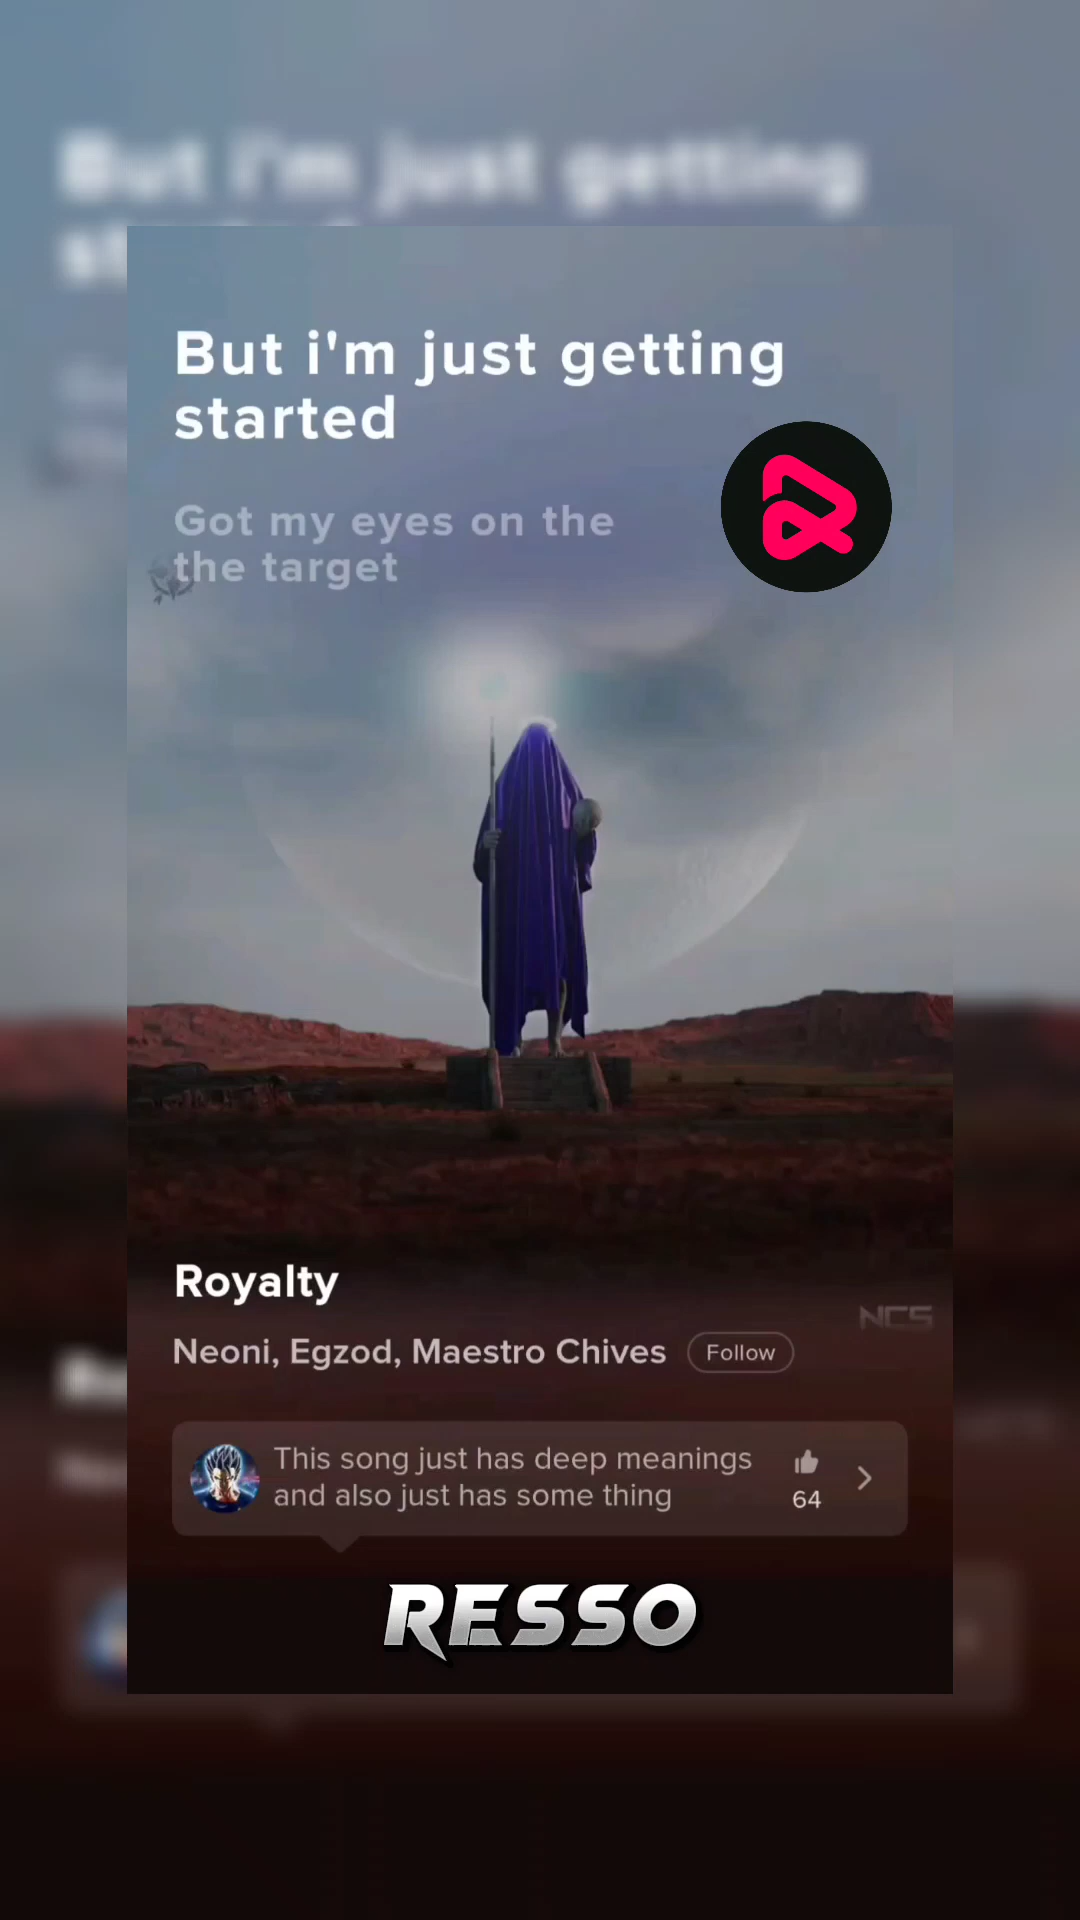 But i'm just getting
started
Got my eyes on the
the target
Royalty
NCS
Neoni, Egzod, Maestro Chives
Follow
This song just has deep meanings
and also just has some thing
64
RESSO